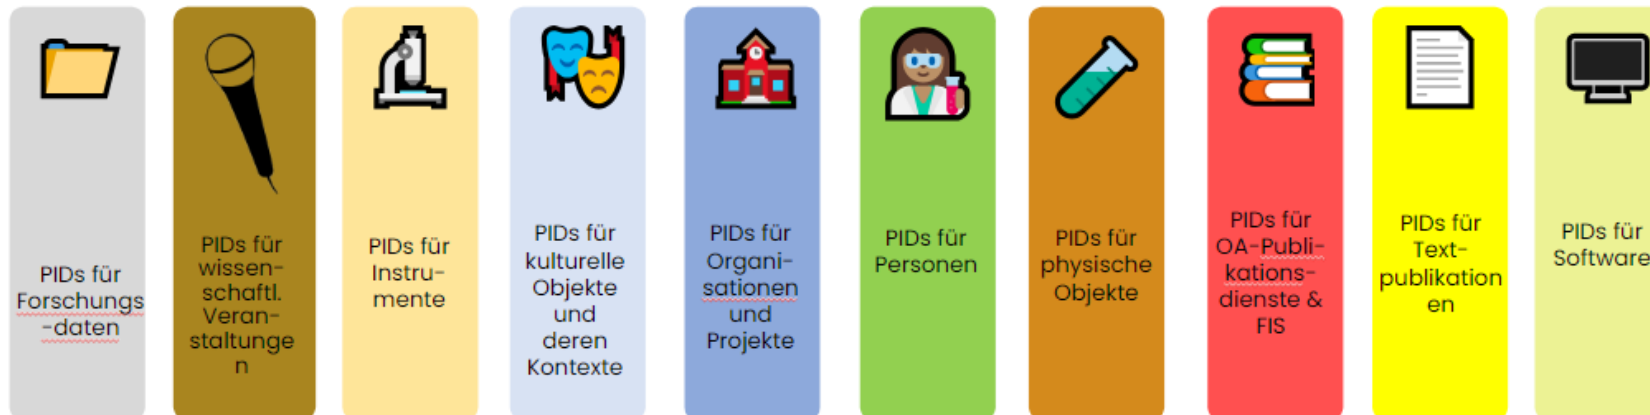 PIDs für
Forschungs
-daten
PIDs für
wissen-
schaftl.
Veran-
staltunge
n
PIDs für
Instru-
mente
PIDs für
kulturelle
Objekte
und
deren
Kontexte
PIDs für
Organi-
sationen
und
Projekte
PIDs für
Personen
PIDs für
physische
Objekte
PIDs für
OA-Publi-
kations-
dienste &
FIS
PIDs für
Text-
publikation
en
PIDs für
Software